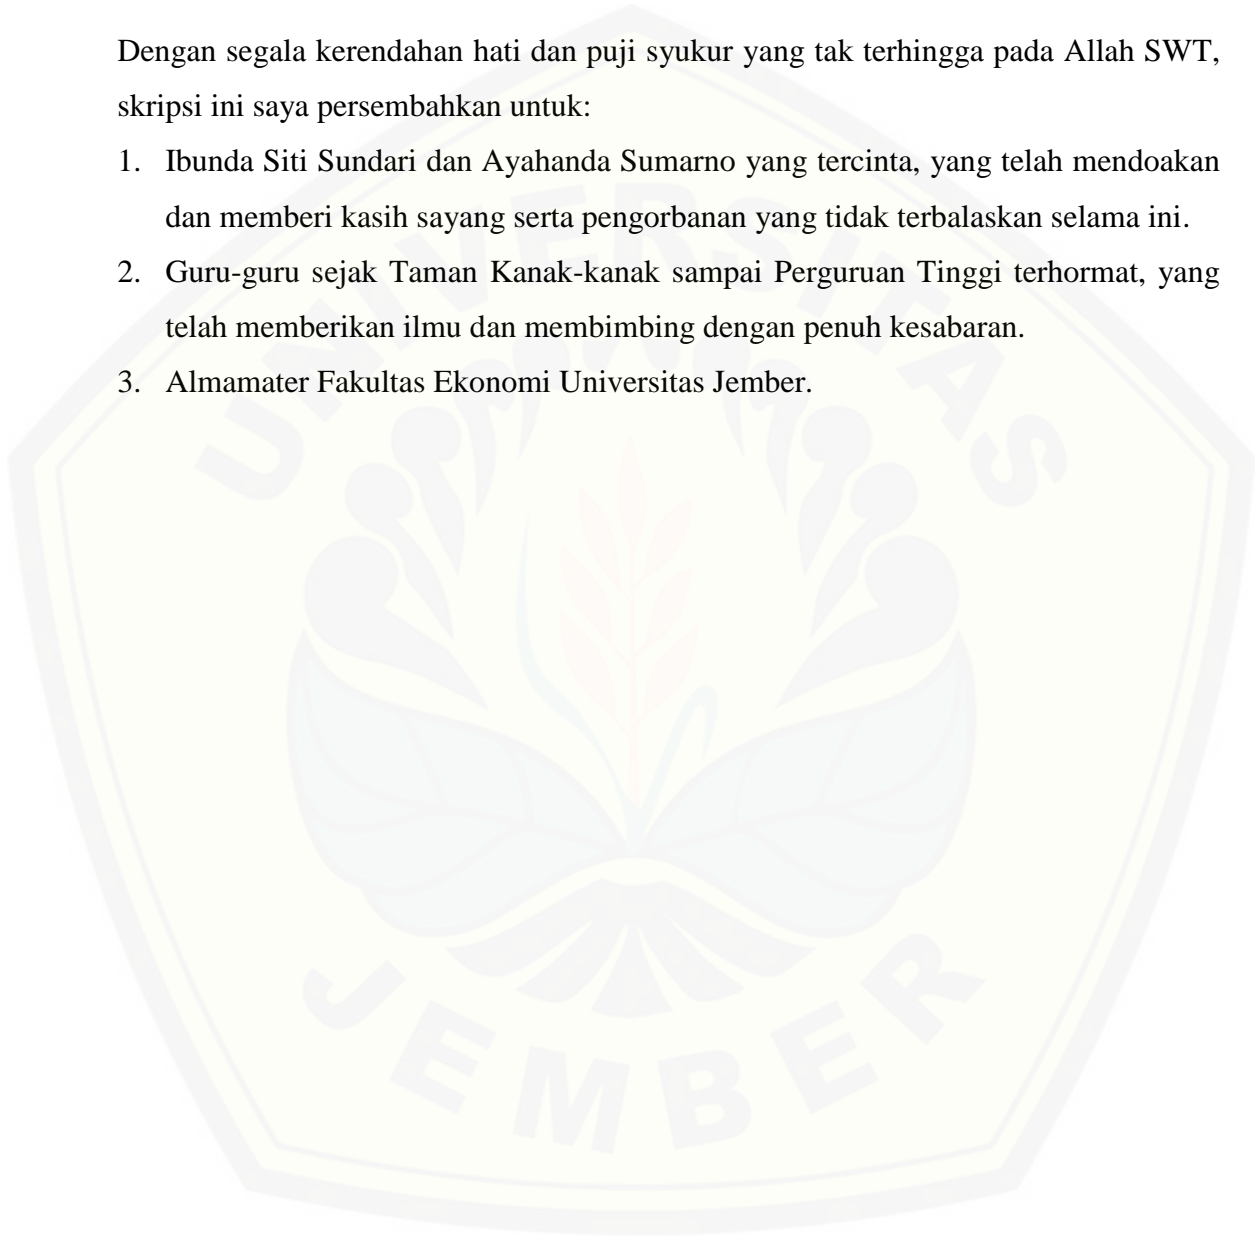 Dengan segala kerendahan hati dan puji syukur yang tak terhingga pada Allah SWT,
skripsi ini saya persembahkan untuk:
1. Ibunda Siti Sundari dan Ayahanda Sumarno yang tercinta, yang telah mendoakan
dan memberi kasih sayang serta pengorbanan yang tidak terbalaskan selama ini.
2. Guru-guru sejak Taman Kanak-kanak sampai Perguruan Tinggi terhormat, yang
telah memberikan ilmu dan membimbing dengan penuh kesabaran.
3. Almamater Fakultas Ekonomi Universitas Jember.
UNIVERSITAS
JEMBER